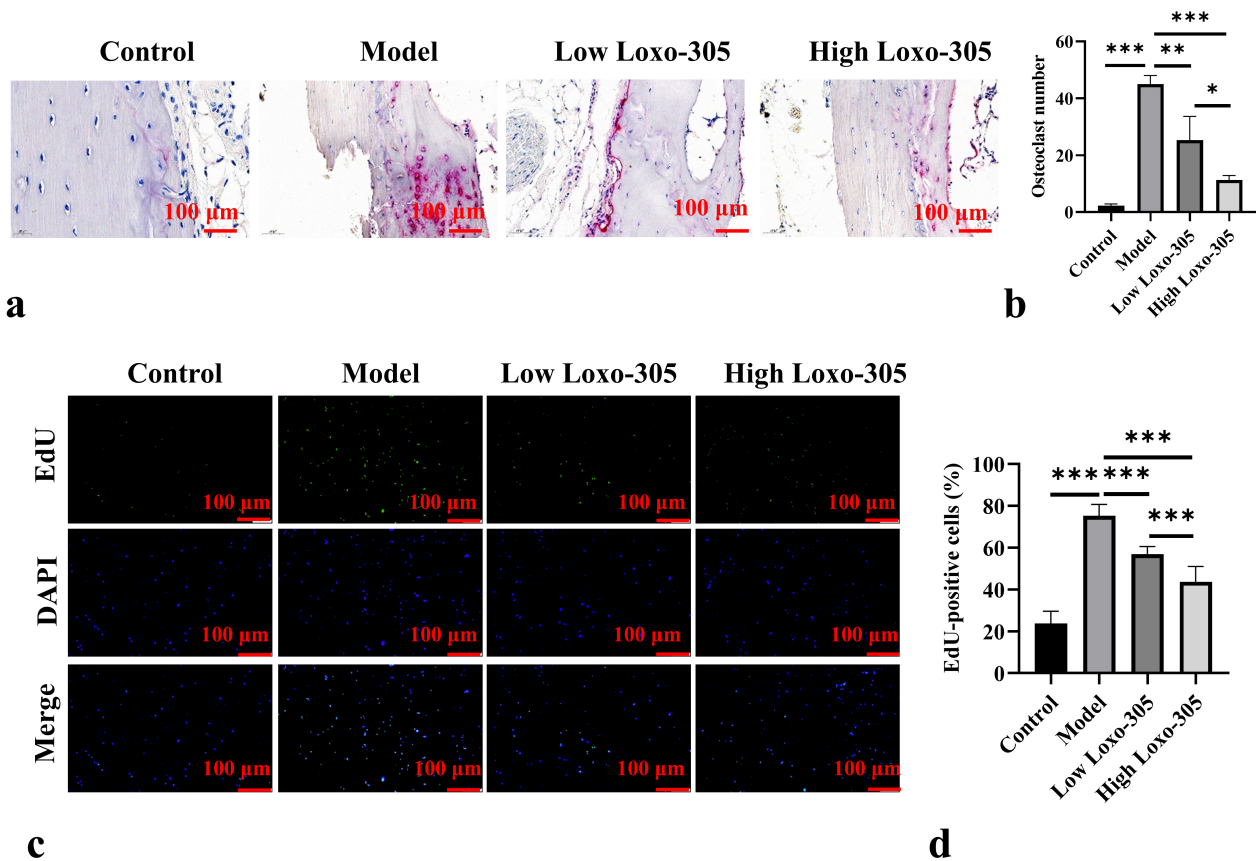 Control Model Low Loxo-305 High Loxo-305
100 μm 100 μm 100 μm 100 μm
a
Osteoclast number
60
40
20
0
*** ** *** *
Control Model Low Loxo-305 High Loxo-305
b
Control Model Low Loxo-305 High Loxo-305
EdU
100 μm 100 μm 100 μm 100 μm
DAPI
100 μm 100 μm 100 μm 100 μm
Merge
100 μm 100 μm 100 μm 100 μm
c
EdU-positive cells (%)
100
80
60
40
20
0
***
*** ***
***
Control Model Low Loxo-305 High Loxo-305
d